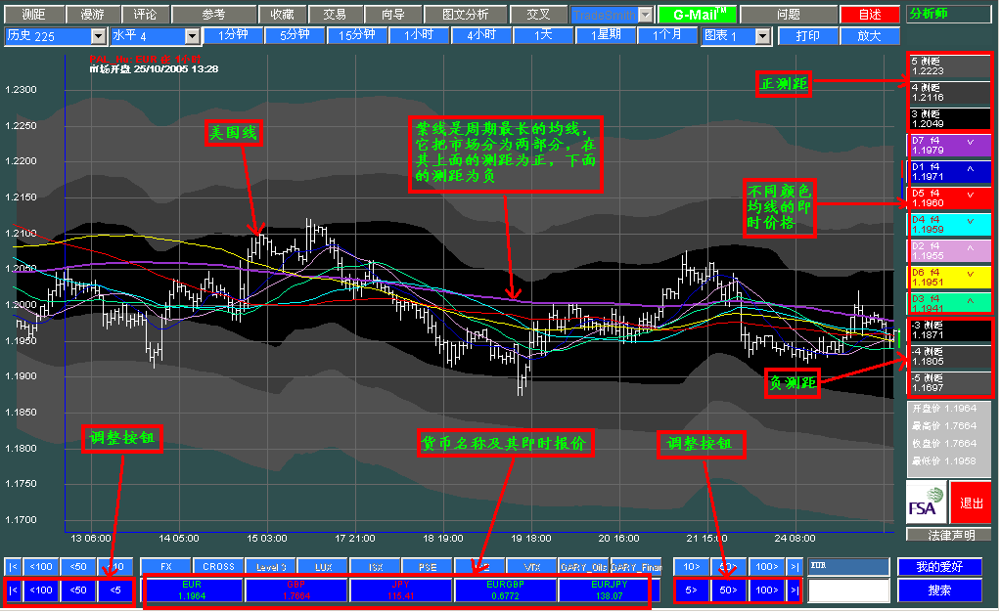 测距 漫游 评论 参考 收藏 交易 向导 图文分析 交叉 TradeSmith G-Mail™ 问题 自述 分析师
历史 225 水平 4 1分钟 5分钟 15分钟 1小时 4小时 1天 1星期 1个月 图表 1 打印 放大
市场开盘 25/10/2005 13:28
1.2300
1.2250
1.2200
1.2150
1.2100
1.2050
1.2000
1.1950
1.1900
1.1850
1.1800
1.1750
1.1700
美国线
紫线是周期最长的均线，
它把市场分为两部分，在
其上面的测距为正，下面
的测距为负
正测距
不同颜色
均线的即
时价格
负测距
调整按钮
货币名称及其即时报价
调整按钮
5 测距
1.2223
4 测距
1.2116
3 测距
1.2049
D7 f4
1.1979
D1 f4
1.1971
D5 f4
1.1960
D4 f4
1.1959
D2 f4
1.1955
D6 f4
1.1951
D3 f4
1.1941
-3 测距
1.1871
-4 测距
1.1805
-5 测距
1.1697
开盘价 1.1964
最高价 1.7664
收盘价 1.7664
最低价 1.1958
FSA 退出
法律声明
13 06:00 14 05:00 15 03:00 17 21:00 18 19:00 19 18:00 20 16:00 21 15:00 24 08:00
|< <100 <50 FX CROSS Level 3 LUX ISX PSE VIX GARY_Oils GARY_Finan 10> 100> >| EUR 我的爱好
|< <100 <50 <5 EUR GBP JPY EURGBP EURJPY 5> 50> 100> >| 搜索
1.1964 1.7664 115.41 0.6772 138.07